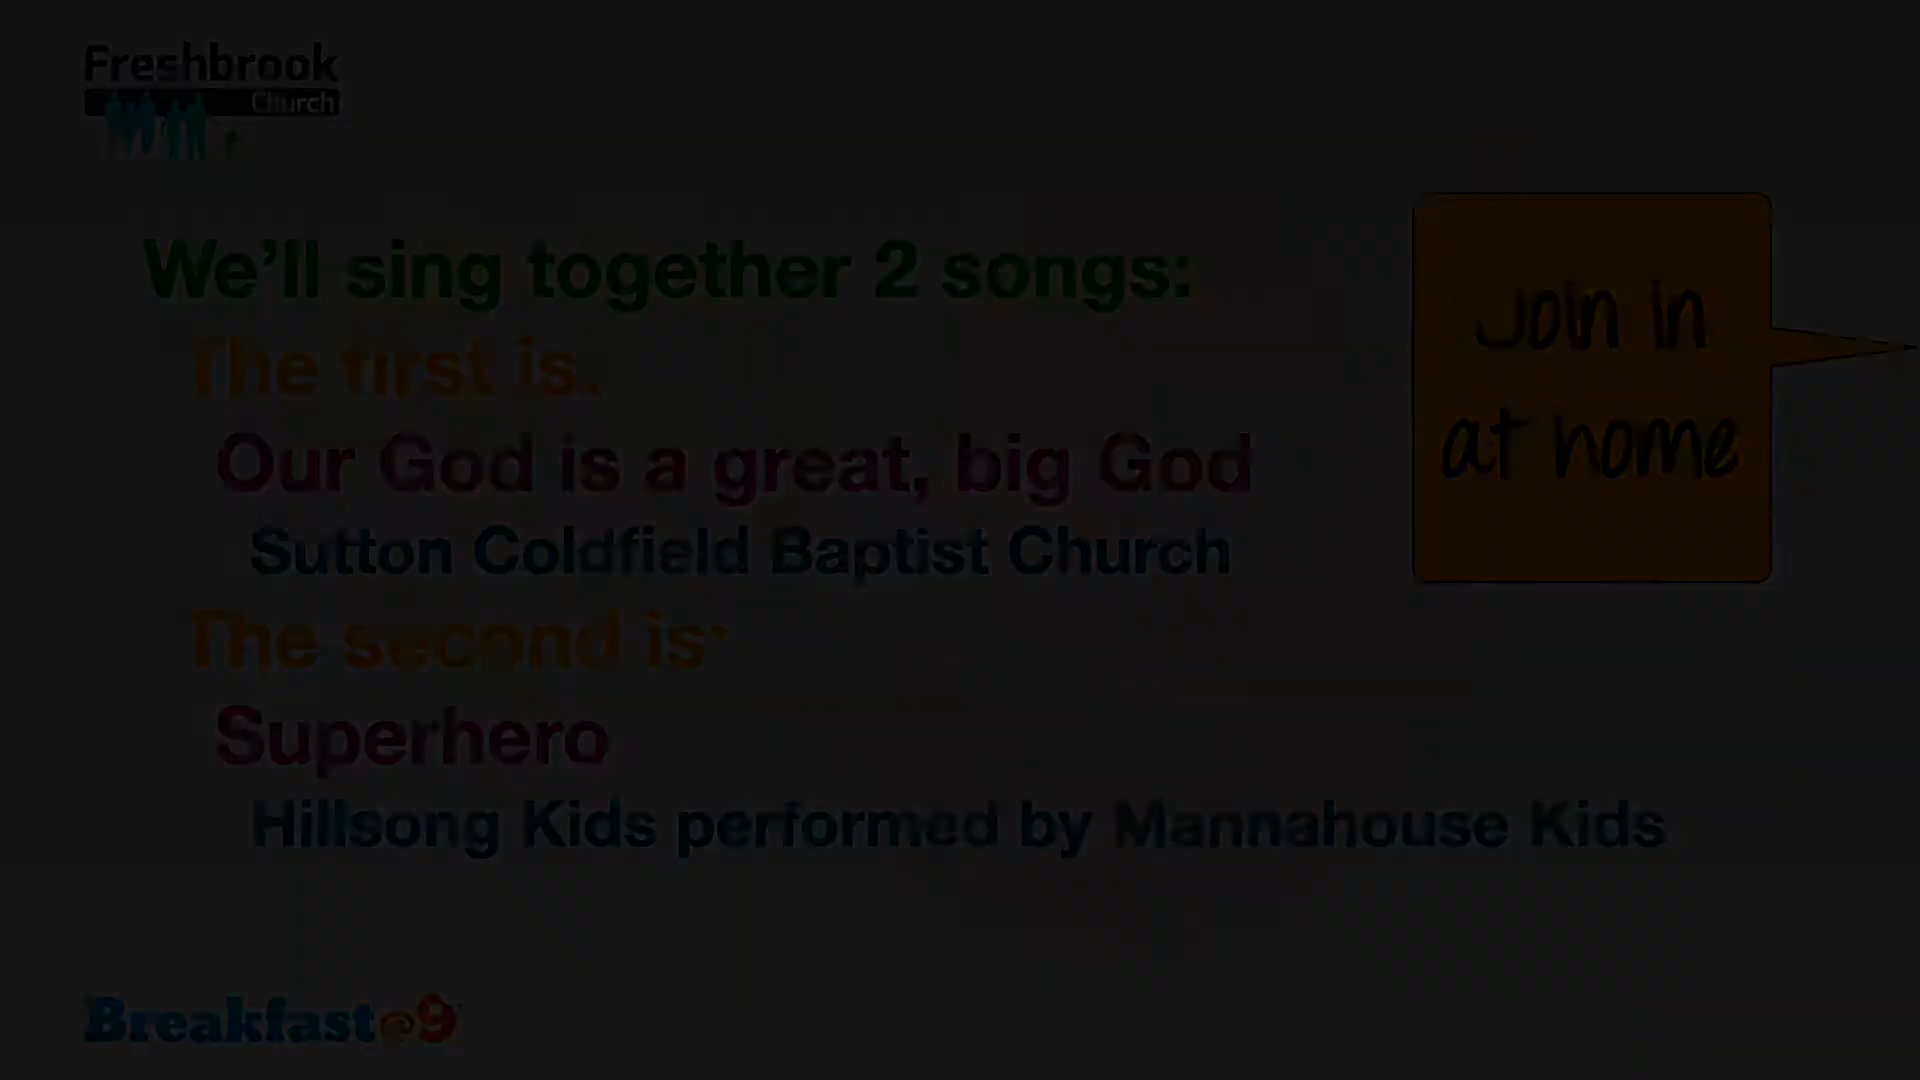 Freshbrook
Church
We'll sing together 2 songs:
The first is:
Our God is a great, big God
Sutton Coldfield Baptist Church
The second is:
Superhero
Hillsong Kids performed by Mannahouse Kids
Join in
at home
Breakfast@9